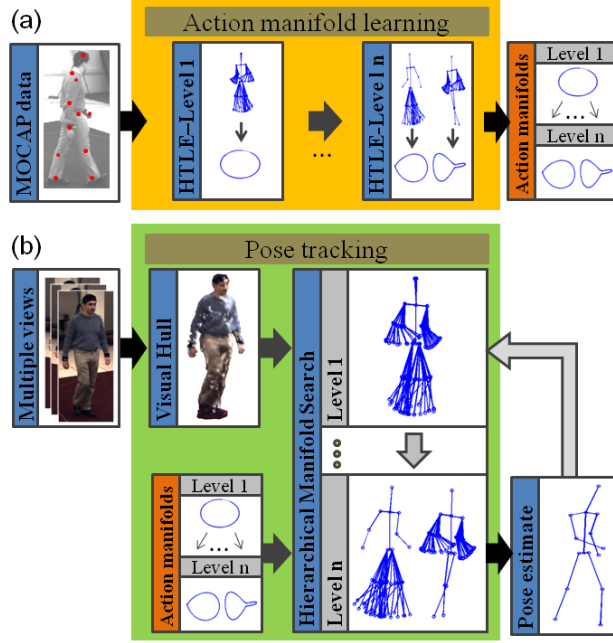 (a)
Action manifold learning
MOCAP data
HTLE–Level 1
...
HTLE-Level n
Action manifolds
Level 1
...
Level n
(b)
Pose tracking
Multiple views
Visual Hull
Hierarchical Manifold Search
Level 1
Level n
Action manifolds
Level 1
...
Level n
Pose estimate